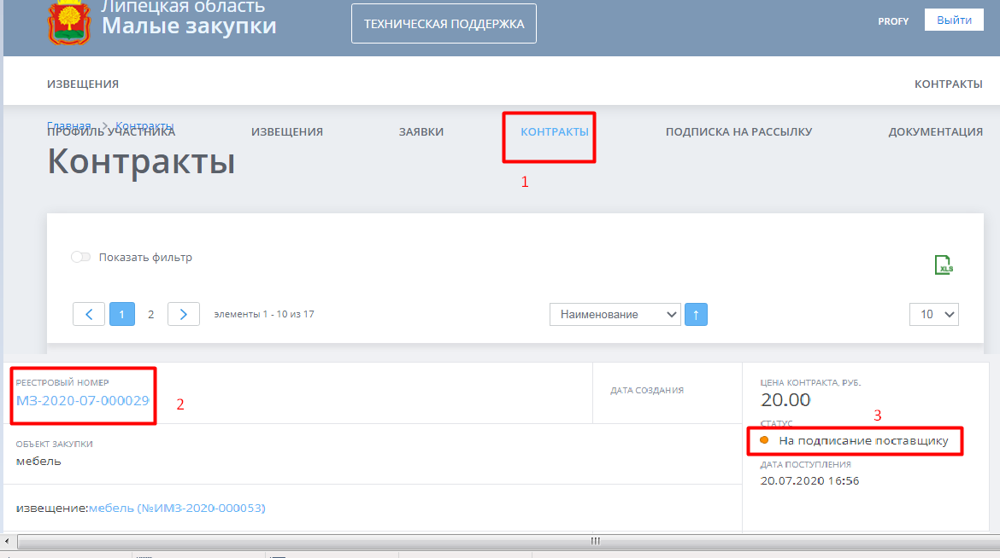 Липецкая область
Малые закупки
ТЕХНИЧЕСКАЯ ПОДДЕРЖКА
PROFY
Выйти
ИЗВЕЩЕНИЯ
КОНТРАКТЫ
Главная > Контракты
ПРОФИЛЬ УЧАСТНИКА
ИЗВЕЩЕНИЯ
ЗАЯВКИ
КОНТРАКТЫ
ПОДПИСКА НА РАССЫЛКУ
ДОКУМЕНТАЦИЯ
Контракты
1
Показать фильтр
XLS
1
2
элементы 1 - 10 из 17
Наименование
↑
10
РЕЕСТРОВЫЙ НОМЕР
МЗ-2020-07-000029
2
ДАТА СОЗДАНИЯ
ЦЕНА КОНТРАКТА, РУБ.
20.00
3
СТАТУС
На подписание поставщику
ОБЪЕКТ ЗАКУПКИ
мебель
ДАТА ПОСТУПЛЕНИЯ
20.07.2020 16:56
извещение:мебель (№ИМЗ-2020-000053)